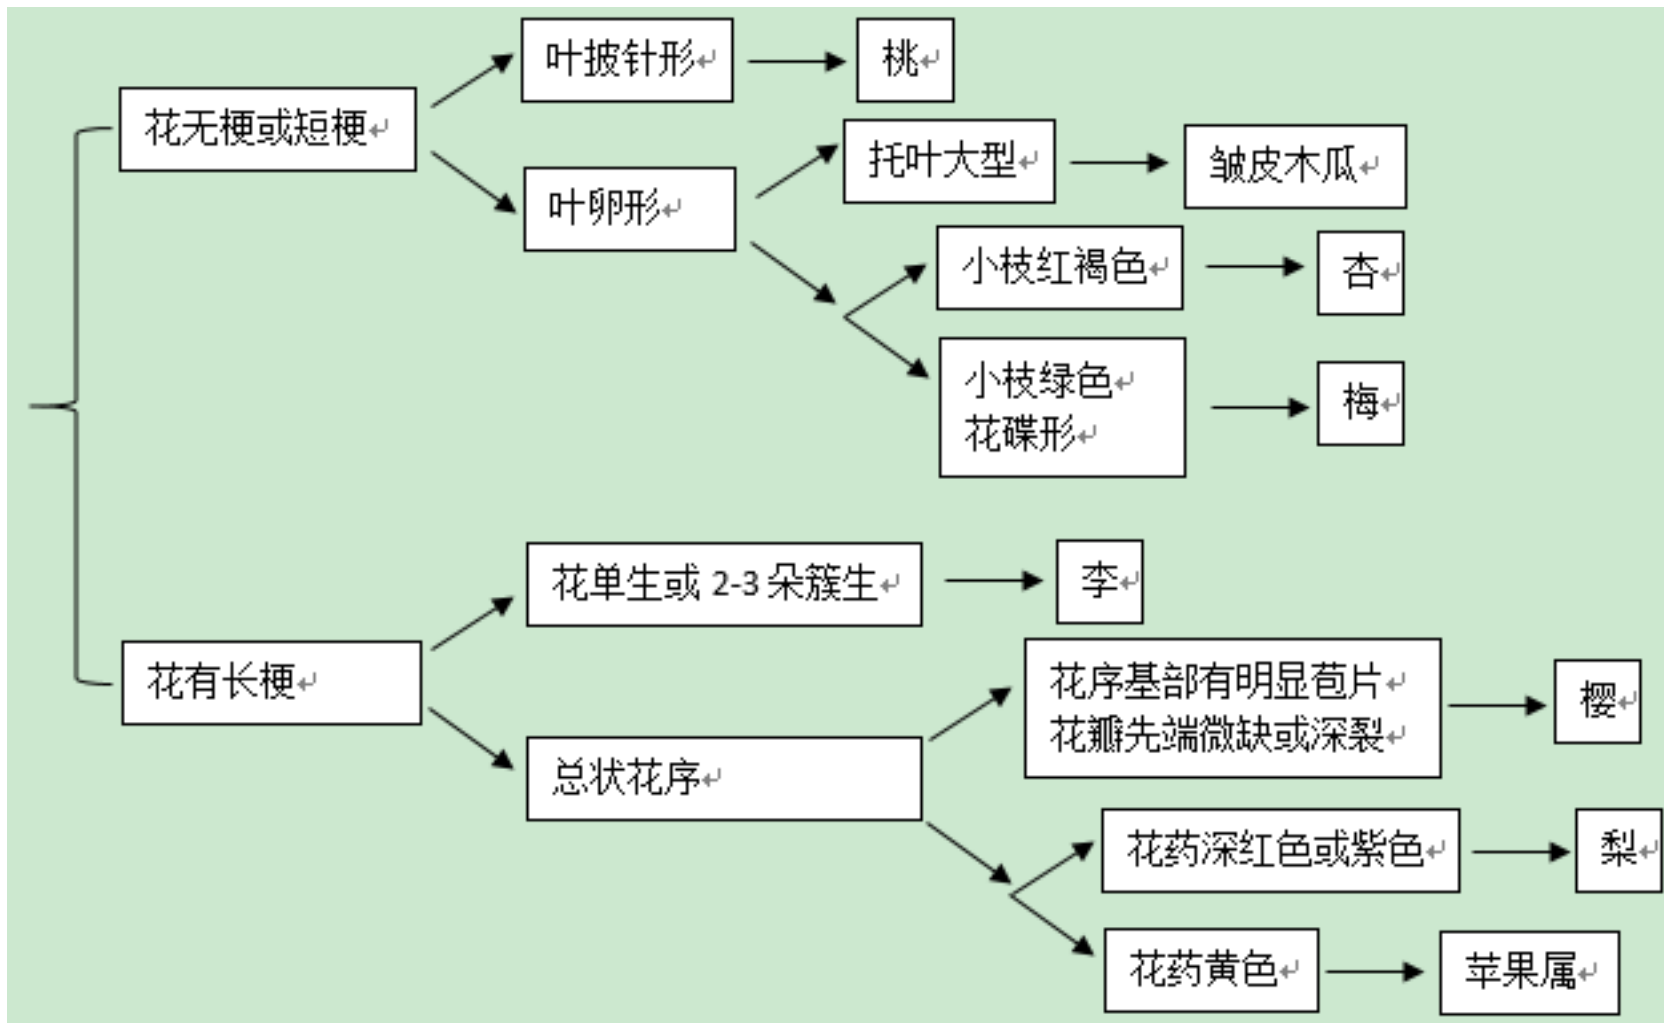 花无梗或短梗
叶披针形
桃
叶卵形
托叶大型
皱皮木瓜
小枝红褐色
杏
小枝绿色
花碟形
梅
花有长梗
花单生或 2-3 朵簇生
李
总状花序
花序基部有明显苞片
花瓣先端微缺或深裂
樱
花药深红色或紫色
梨
花药黄色
苹果属